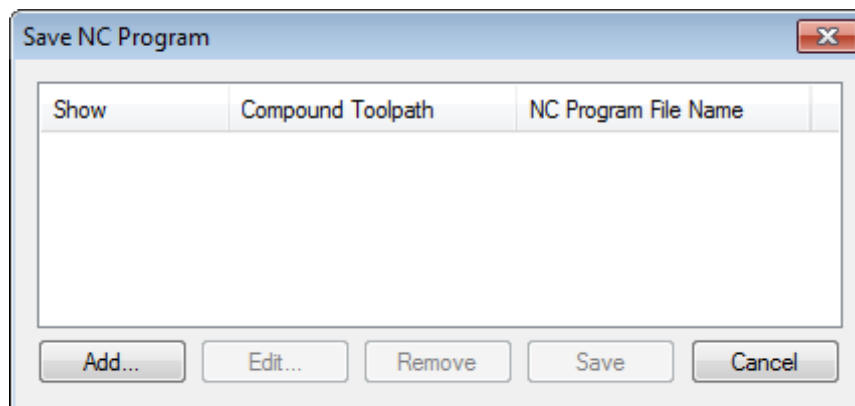 Save NC Program
Show Compound Toolpath NC Program File Name
Add... Edit... Remove Save Cancel